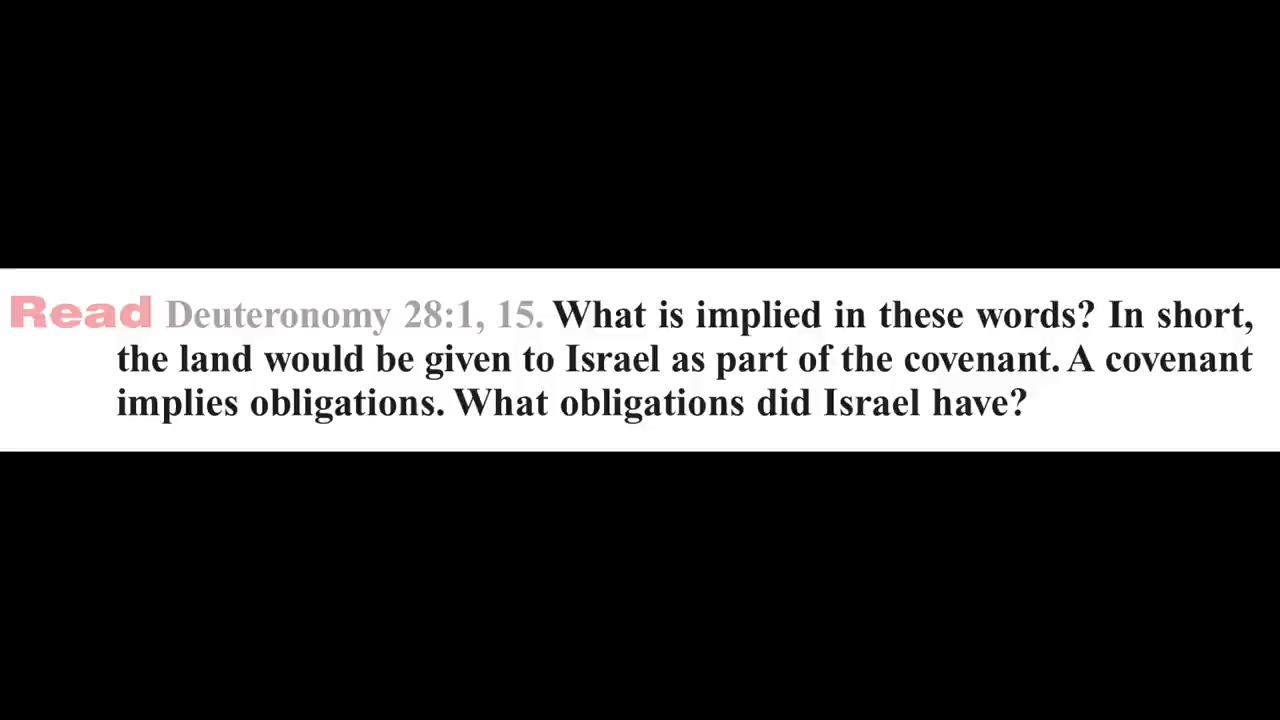 Read Deuteronomy 28:1, 15. What is implied in these words? In short,
the land would be given to Israel as part of the covenant. A covenant
implies obligations. What obligations did Israel have?